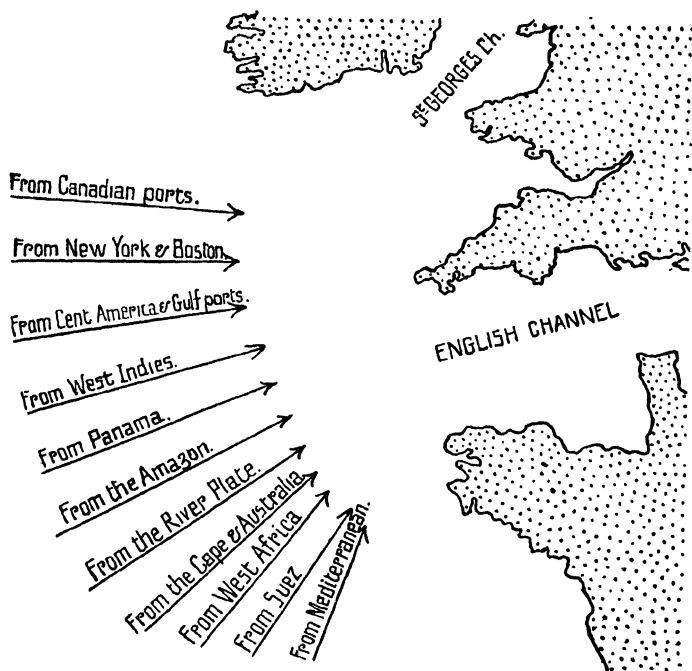 St GEORGES Ch.
From Canadian ports.
From New York & Boston
From Cent America & Gulf ports.
ENGLISH CHANNEL
From West Indies.
From Panama.
From the Amazon.
From the River Plate.
From the Cape & Australia
From West Africa
From Suez
From Mediterranean.